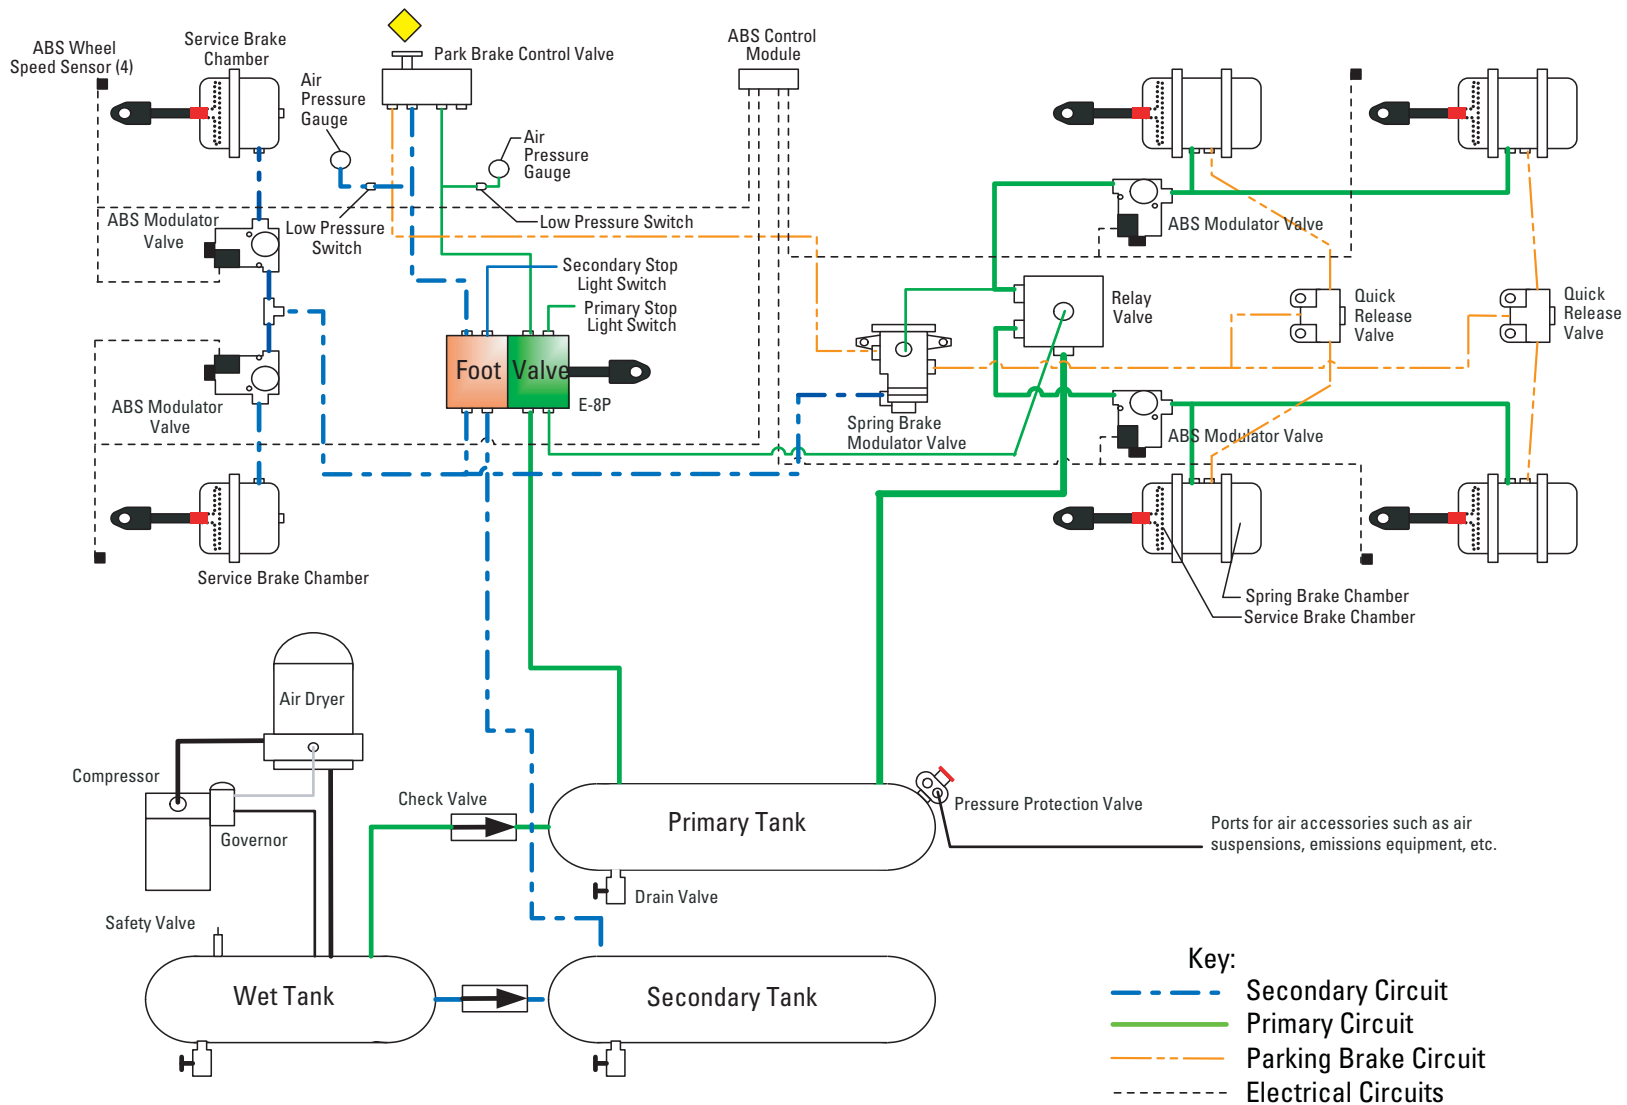 ABS Wheel
Speed Sensor (4)
Service Brake
Chamber
Air
Pressure
Gauge
Park Brake Control Valve
ABS Control
Module
Air
Pressure
Gauge
Low Pressure
Switch
Low Pressure Switch
ABS Modulator
Valve
ABS Modulator Valve
Secondary Stop
Light Switch
Primary Stop
Light Switch
Relay
Valve
Quick
Release
Valve
Quick
Release
Valve
Foot Valve
E-8P
ABS Modulator
Valve
Spring Brake
Modulator Valve
ABS Modulator Valve
Service Brake Chamber
Spring Brake Chamber
Service Brake Chamber
Air Dryer
Compressor
Governor
Check Valve
Primary Tank
Pressure Protection Valve
Ports for air accessories such as air
suspensions, emissions equipment, etc.
Drain Valve
Safety Valve
Wet Tank
Secondary Tank
Key:
Secondary Circuit
Primary Circuit
Parking Brake Circuit
Electrical Circuits